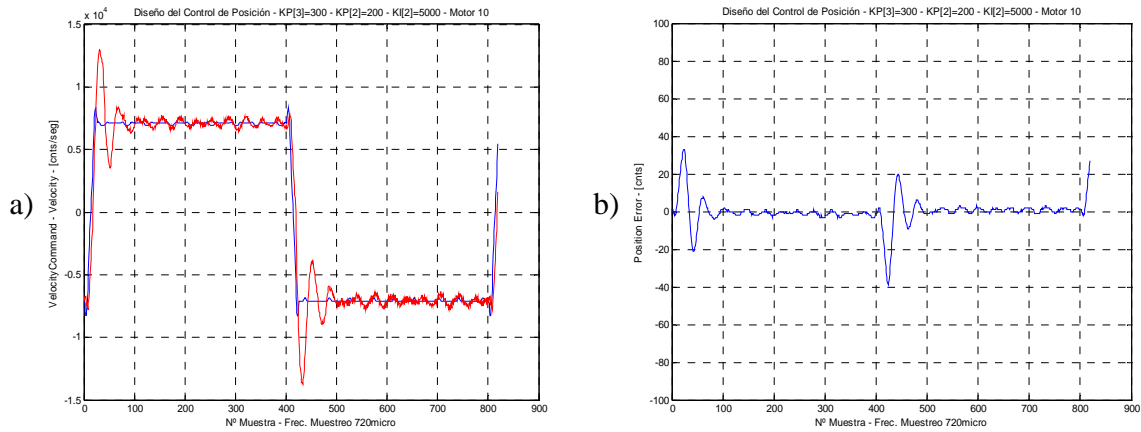 a)
Diseño del Control de Posición - KP[3]=300 - KP[2]=200 - KI[2]=5000 - Motor 10
x 10^4
VelocityCommand - Velocity - [cnts/seg]
1.5
1
0.5
0
-0.5
-1
-1.5
0 100 200 300 400 500 600 700 800 900
Nº Muestra - Frec. Muestreo 720micro
b)
Diseño del Control de Posición - KP[3]=300 - KP[2]=200 - KI[2]=5000 - Motor 10
Position Error - [cnts]
100
80
60
40
20
0
-20
-40
-60
-80
-100
0 100 200 300 400 500 600 700 800 900
Nº Muestra - Frec. Muestreo 720micro